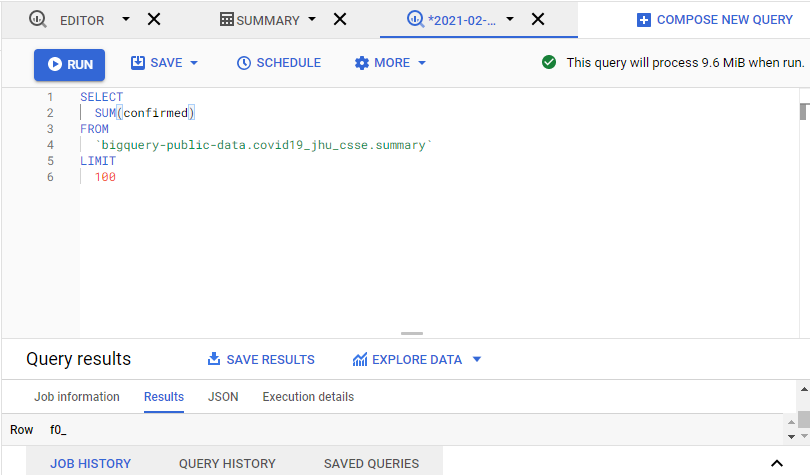 EDITOR SUMMARY *2021-02-... COMPOSE NEW QUERY
RUN SAVE SCHEDULE MORE This query will process 9.6 MiB when run.
1 SELECT
2 SUM(confirmed)
3 FROM
4 `bigquery-public-data.covid19_jhu_csse.summary`
5 LIMIT
6 100
Query results SAVE RESULTS EXPLORE DATA
Job information Results JSON Execution details
Row f0_
JOB HISTORY QUERY HISTORY SAVED QUERIES